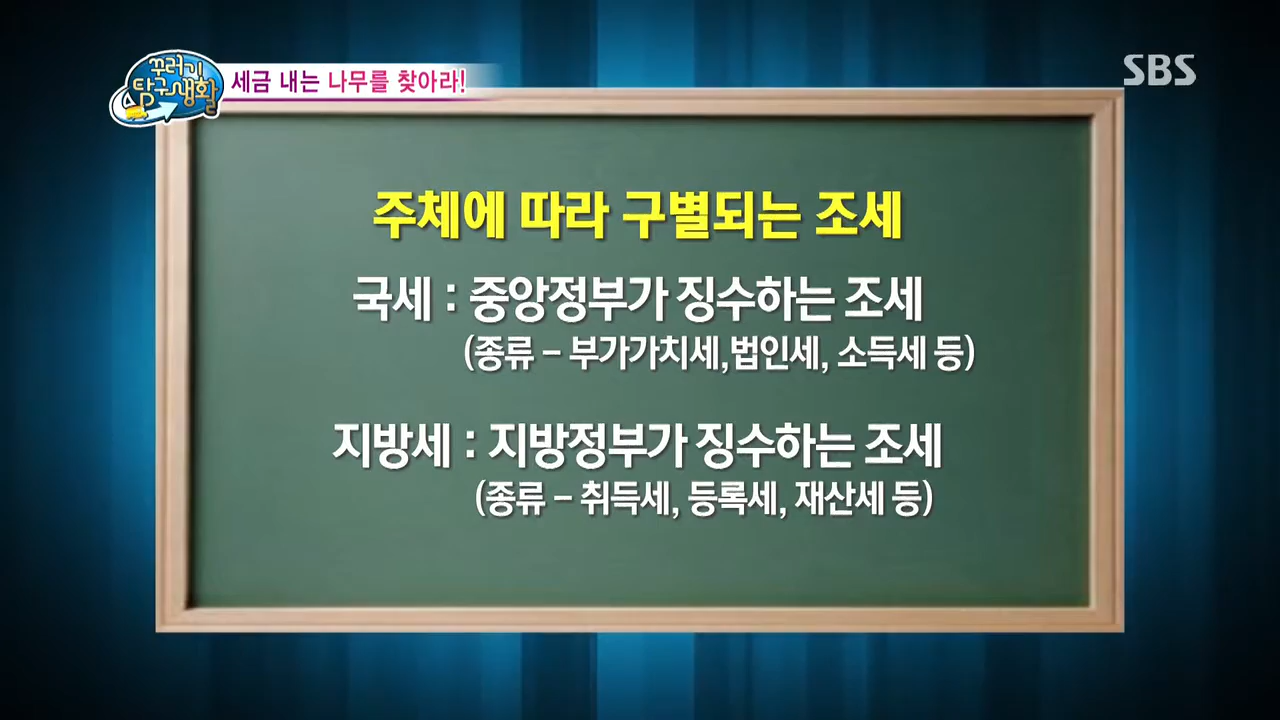 꾸러기 탐구생활
세금 내는 나무를 찾아라!
SBS
주체에 따라 구별되는 조세
국세 : 중앙정부가 징수하는 조세
(종류 – 부가가치세,법인세, 소득세 등)
지방세 : 지방정부가 징수하는 조세
(종류 – 취득세, 등록세, 재산세 등)